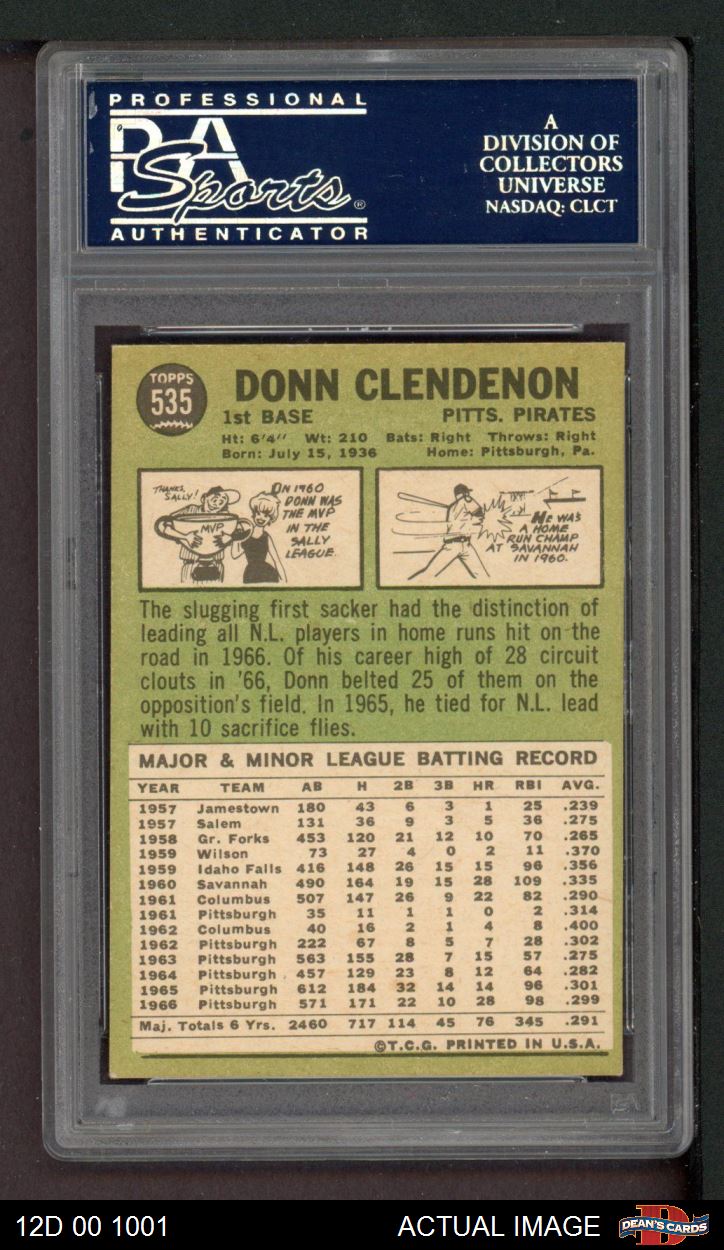 PROFESSIONAL
PSA
Sports®
AUTHENTICATOR
A
DIVISION OF
COLLECTORS
UNIVERSE
NASDAQ: CLCT
TOPPS
535
DONN CLENDENON
1st BASE PITTS. PIRATES
Ht: 6'4" Wt: 210 Bats: Right Throws: Right
Born: July 15, 1936 Home: Pittsburgh, Pa.
THANKS,
SALLY!
MVP
IN 1960
DONN WAS
THE MVP
IN THE
SALLY
LEAGUE.
HE WAS
A HOME
RUN CHAMP
AT SAVANNAH
IN 1960.
The slugging first sacker had the distinction of
leading all N.L. players in home runs hit on the
road in 1966. Of his career high of 28 circuit
clouts in '66, Donn belted 25 of them on the
opposition's field. In 1965, he tied for N.L. lead
with 10 sacrifice flies.
MAJOR & MINOR LEAGUE BATTING RECORD
YEAR TEAM AB H 2B 3B HR RBI AVG.
1957 Jamestown 180 43 6 3 1 25 .239
1957 Salem 131 36 9 3 5 36 .275
1958 Gr. Forks 453 120 21 12 10 70 .265
1959 Wilson 73 27 4 0 2 11 .370
1959 Idaho Falls 416 148 26 15 15 96 .356
1960 Savannah 490 164 19 15 28 109 .335
1961 Columbus 507 147 26 9 22 82 .290
1961 Pittsburgh 35 11 1 1 0 2 .314
1962 Columbus 40 16 2 1 4 8 .400
1962 Pittsburgh 222 67 8 5 7 28 .302
1963 Pittsburgh 563 155 28 7 15 57 .275
1964 Pittsburgh 457 129 23 8 12 64 .282
1965 Pittsburgh 612 184 32 14 14 96 .301
1966 Pittsburgh 571 171 22 10 28 98 .299
Maj. Totals 6 Yrs. 2460 717 114 45 76 345 .291
©T.C.G. PRINTED IN U.S.A.
12D 00 1001 ACTUAL IMAGE
DEAN'S CARDS